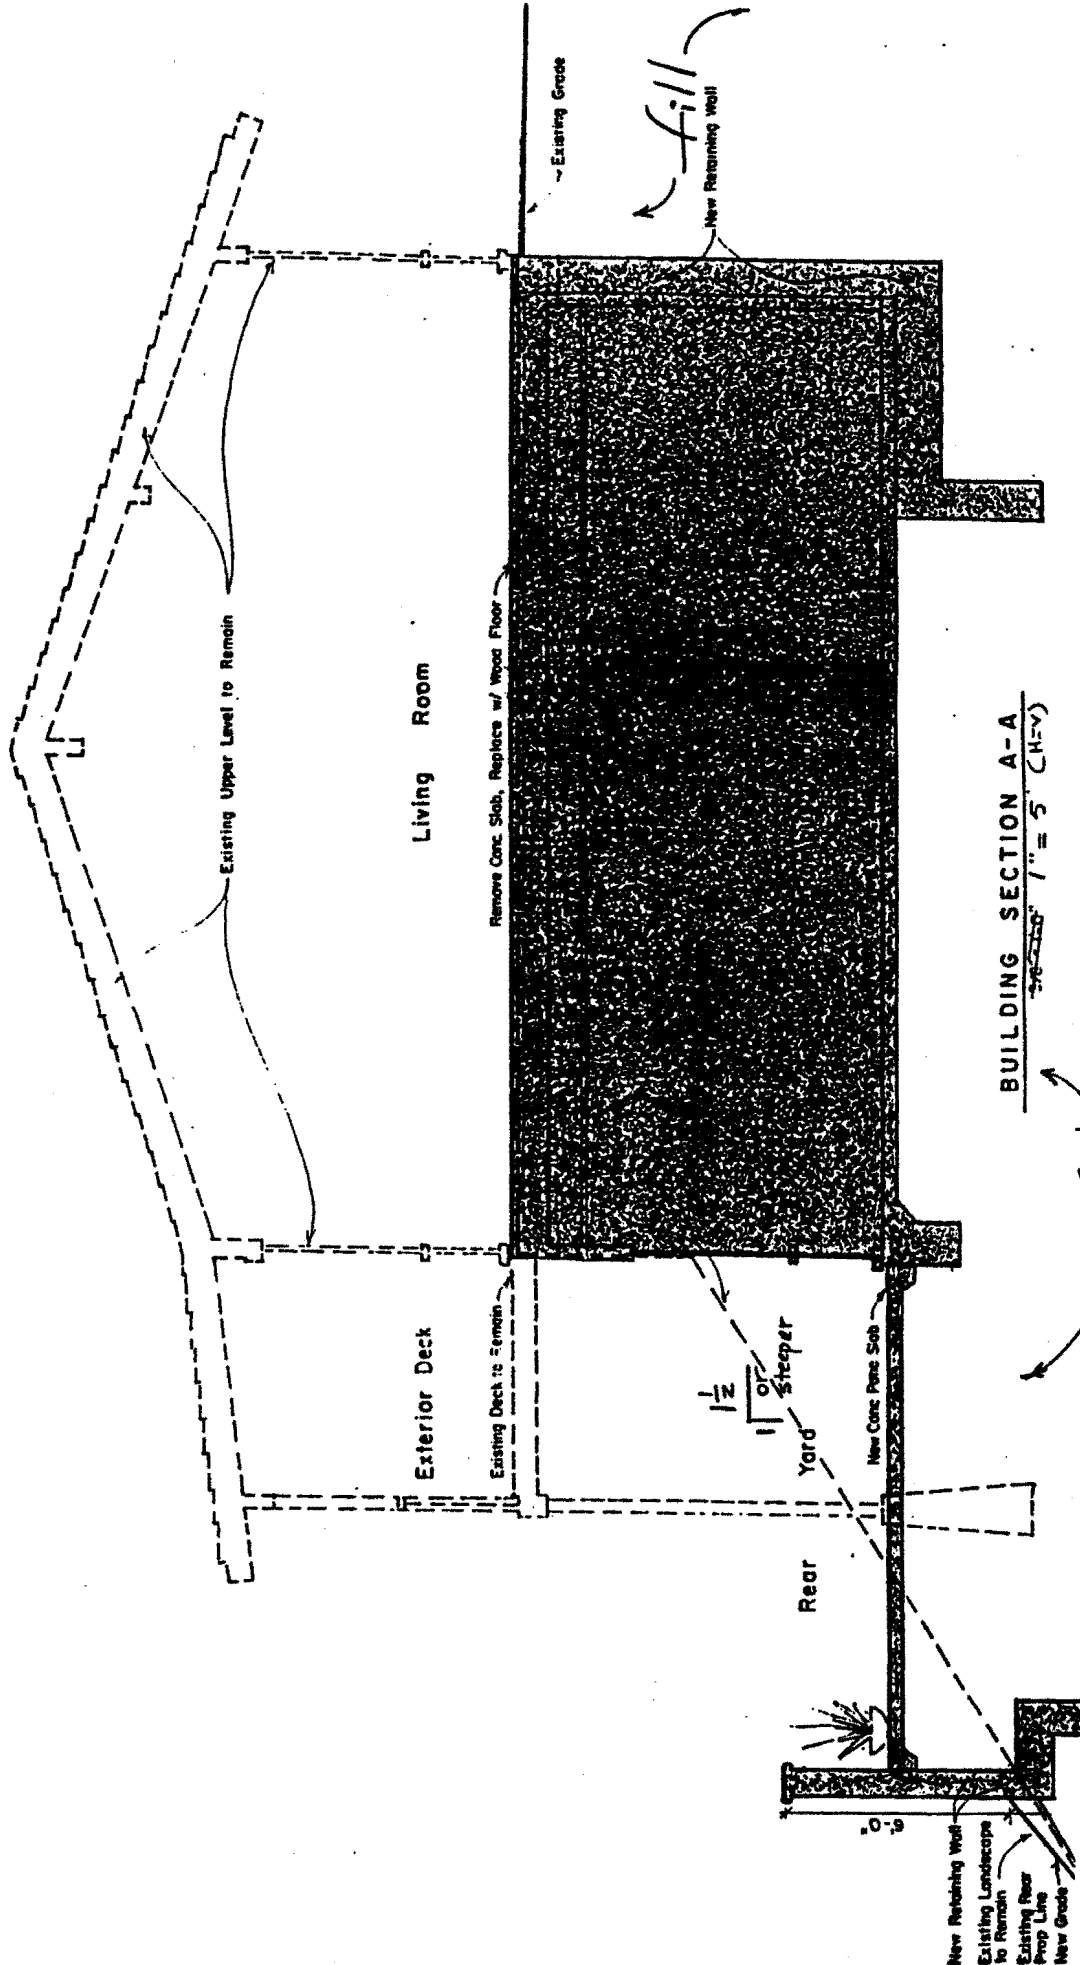 Existing Upper Level to Remain
Living Room
Exterior Deck
Remove Conc. Slab, Replace w/ Wood Floor
Existing Deck to Remain
Existing Grade
fill
New Retaining Wall
1 1/2
1
or
steeper
Rear Yard
New Conc Patio Slab
6'-0"
New Retaining Wall
Existing Landscape
to Remain
Existing Rear
Prop Line
New Grade
BUILDING SECTION A-A
1" = 5 (H=V)